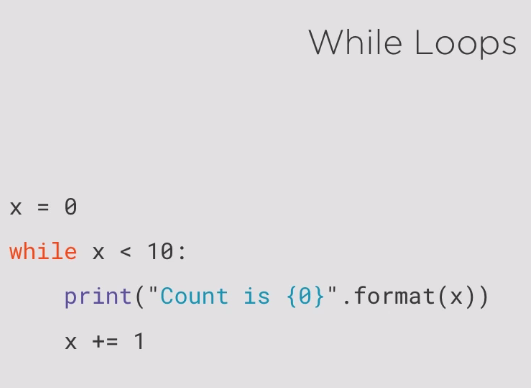 While Loops
x = 0
while x < 10:
    print("Count is {0}".format(x))
    x += 1